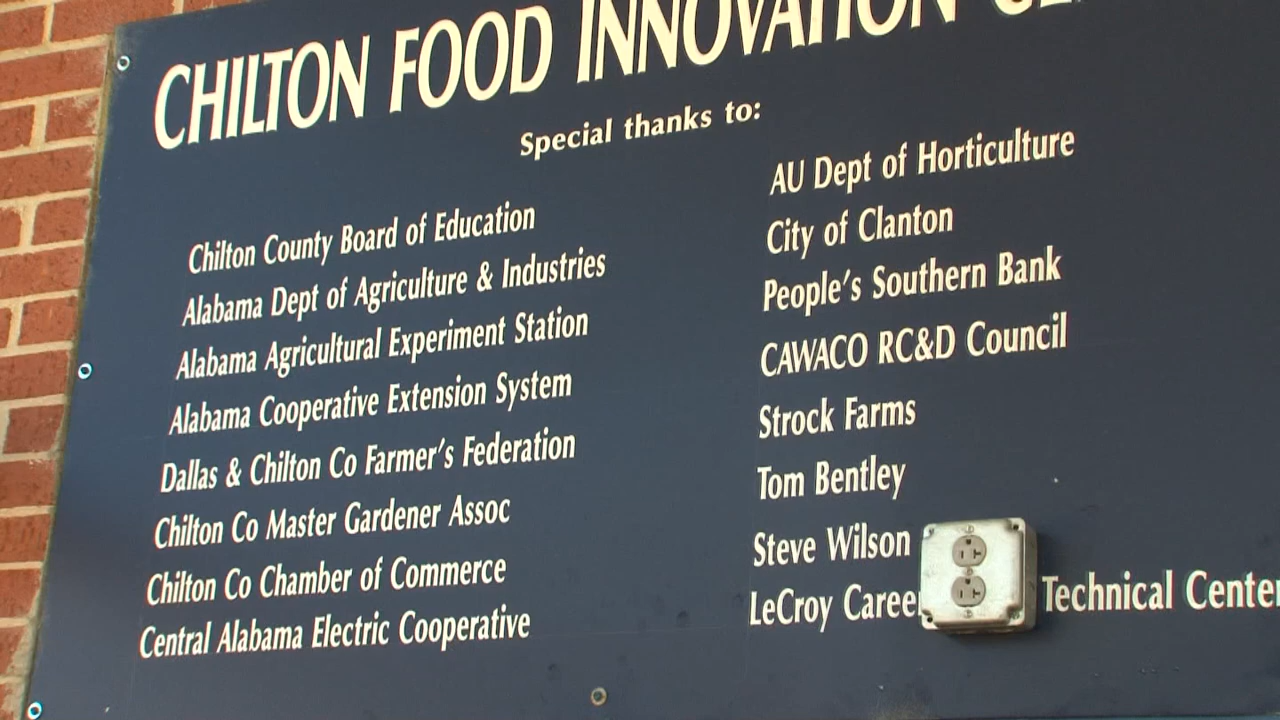 CHILTON FOOD INNOVATION
Special thanks to:
Chilton County Board of Education
Alabama Dept of Agriculture & Industries
Alabama Agricultural Experiment Station
Alabama Cooperative Extension System
Dallas & Chilton Co Farmer's Federation
Chilton Co Master Gardener Assoc
Chilton Co Chamber of Commerce
Central Alabama Electric Cooperative
AU Dept of Horticulture
City of Clanton
People's Southern Bank
CAWACO RC&D Council
Strock Farms
Tom Bentley
Steve Wilson
LeCroy Career Technical Center